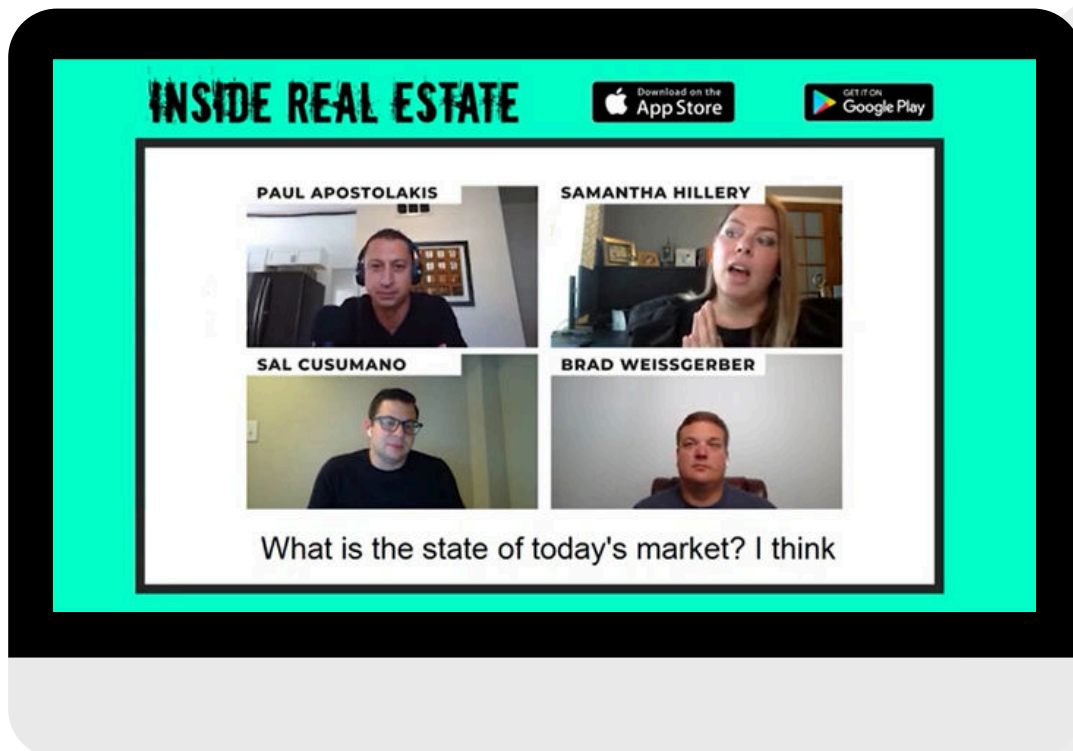 INSIDE REAL ESTATE
Download on the
App Store
GET IT ON
Google Play
PAUL APOSTOLAKIS
SAMANTHA HILLERY
SAL CUSUMANO
BRAD WEISSGERBER
What is the state of today's market? I think